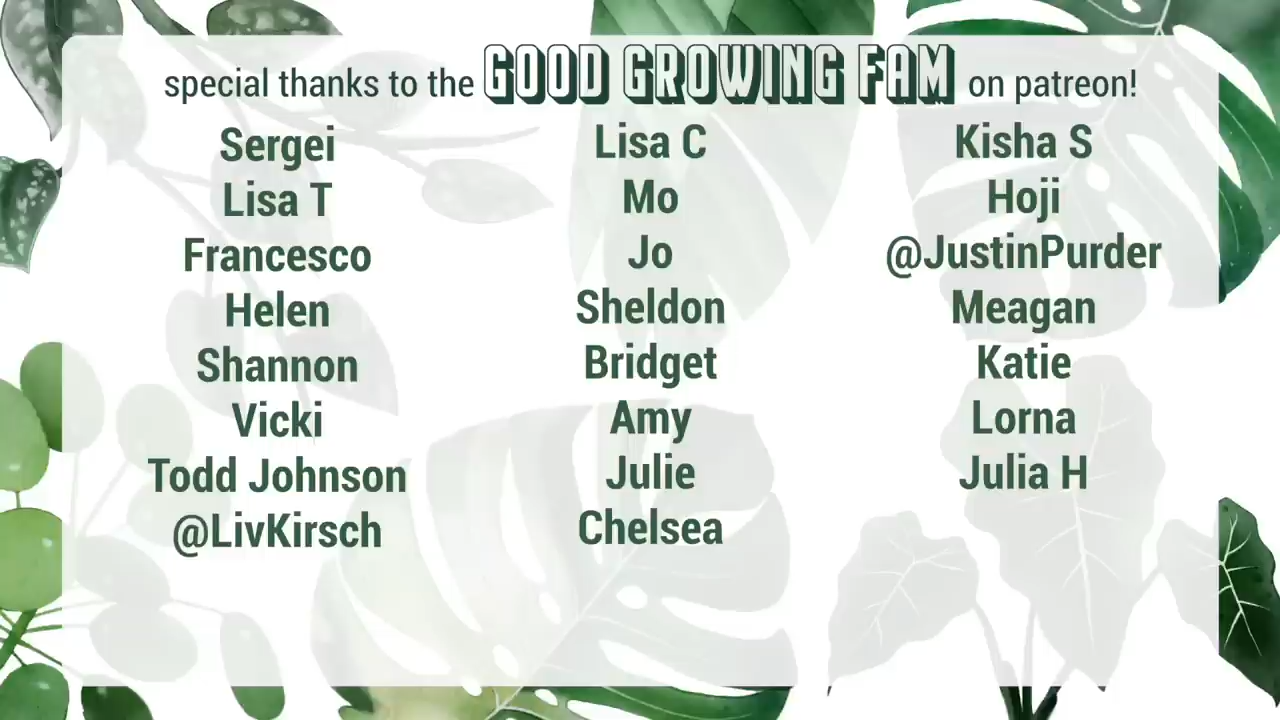 special thanks to the GOOD GROWING FAM on patreon!
Sergei
Lisa T
Francesco
Helen
Shannon
Vicki
Todd Johnson
@LivKirsch
Lisa C
Mo
Jo
Sheldon
Bridget
Amy
Julie
Chelsea
Kisha S
Hoji
@JustinPurder
Meagan
Katie
Lorna
Julia H